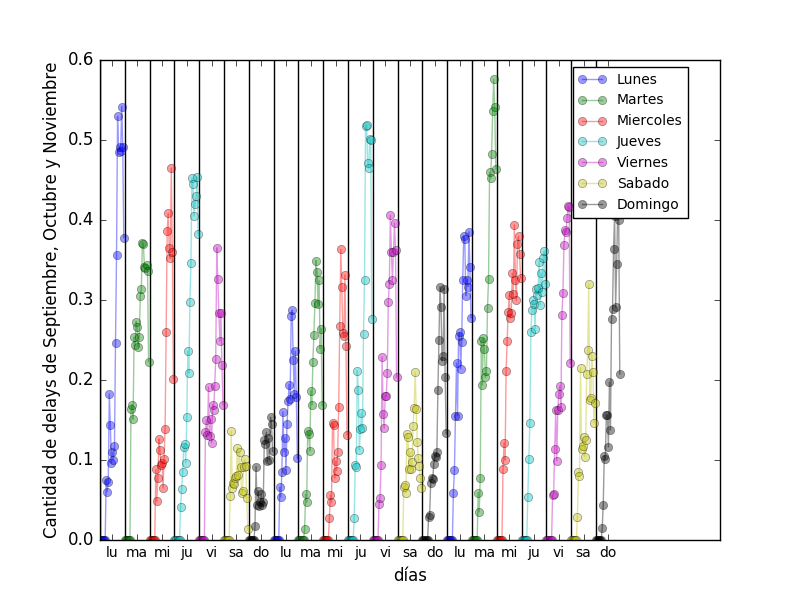 Cantidad de delays de Septiembre, Octubre y Noviembre
0.6
0.5
0.4
0.3
0.2
0.1
0.0
Lunes
Martes
Miercoles
Jueves
Viernes
Sabado
Domingo
lu ma mi ju vi sa do lu ma mi ju vi sa do lu ma mi ju vi sa do
días